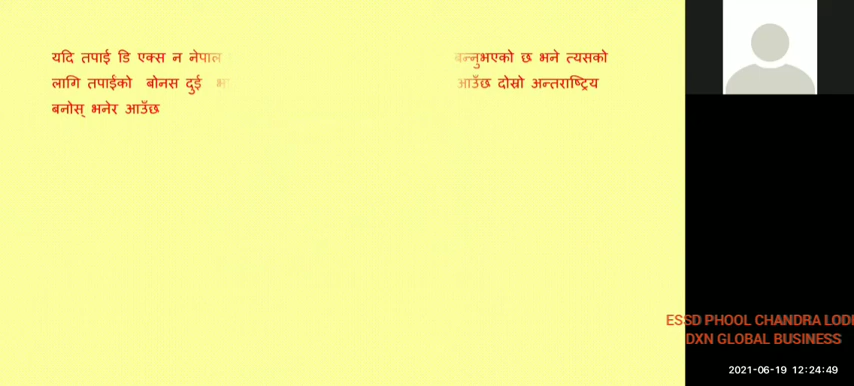 यदि तपाई डि एक्स न नेपाल
बन्नुभएको छ भने त्यसको
लागि तपाईको बोनस दुई
आउँछ दोस्रो अन्तराष्ट्रिय
बनोस् भनेर आउँछ
ESSD PHOOL CHANDRA LODH
DXN GLOBAL BUSINESS
2021-06-19 12:24:49